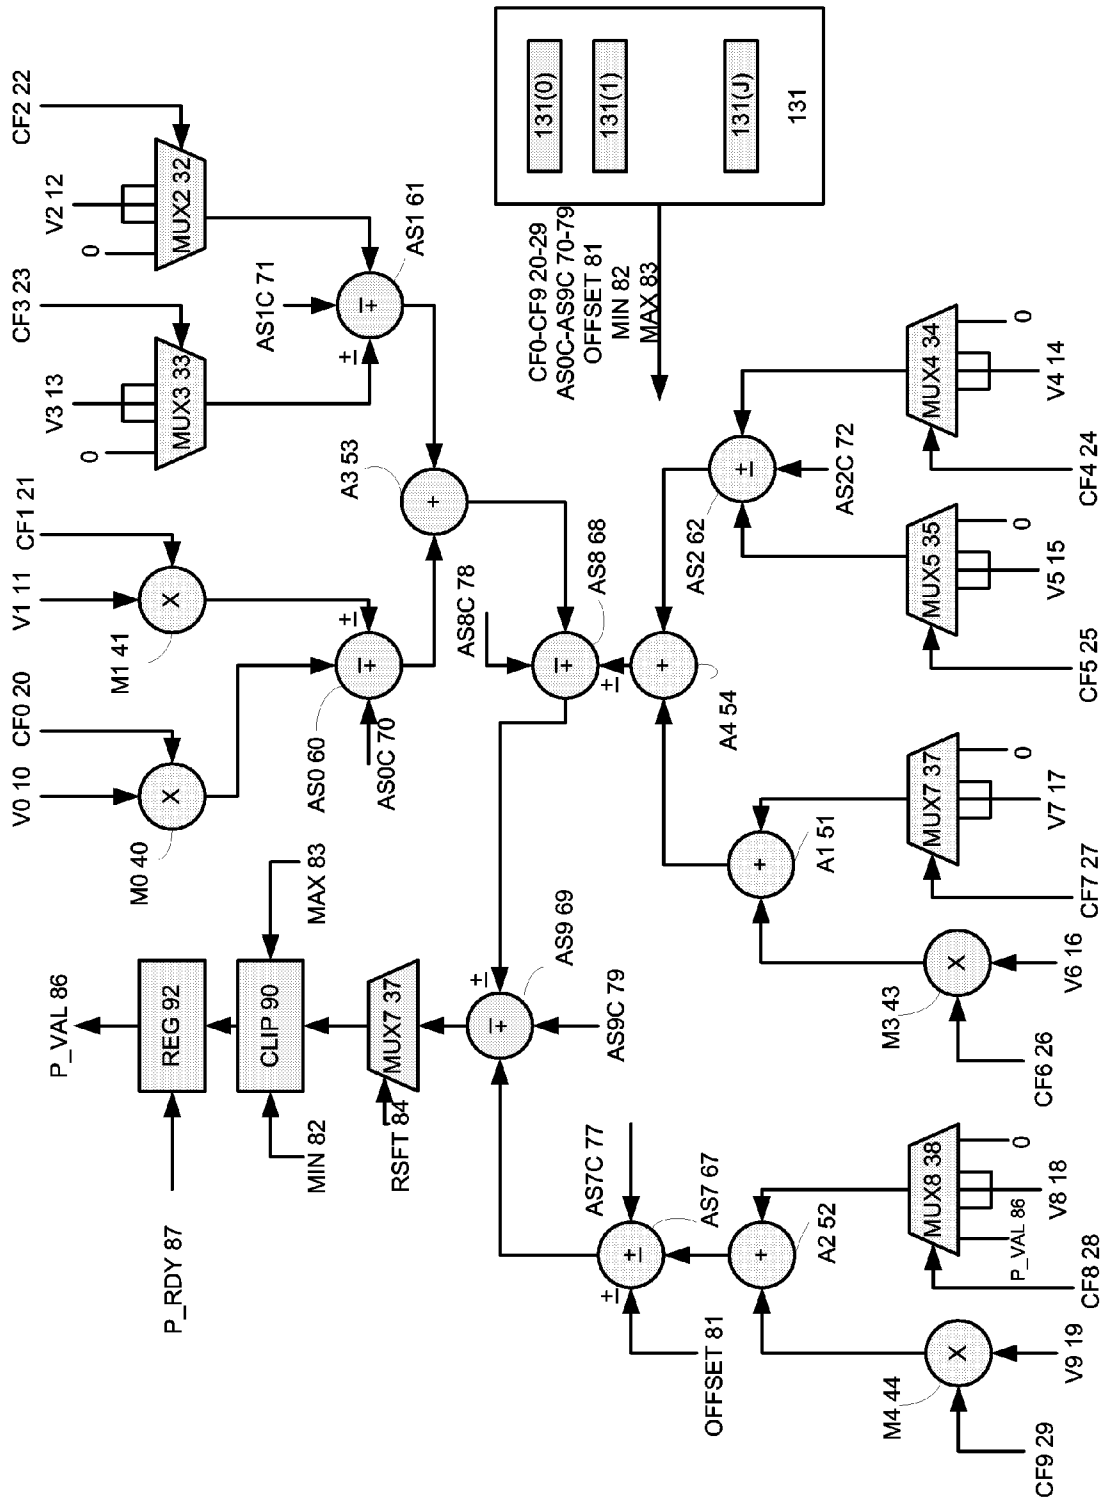 CF2 22
V2 12
0
MUX2 32
CF3 23
V3 13
0
MUX3 33
AS1C 71
±
+
AS1 61
CF1 21
V1 11
X
M1 41
CF0 20
V0 10
X
M0 40
±
±
+
AS0 60
AS0C 70
A3 53
+
131(0)
131(1)
131(J)
131
CF0-CF9 20-29
AS0C-AS9C 70-79
OFFSET 81
MIN 82
MAX 83
AS8C 78
±
+
AS8 68
±
A4 54
+
AS2 62
±
+
AS2C 72
MUX4 34
0
V4 14
CF4 24
MUX5 35
0
V5 15
CF5 25
A1 51
+
MUX7 37
0
V7 17
CF7 27
M3 43
X
V6 16
CF6 26
P_VAL 86
REG 92
P_RDY 87
CLIP 90
MAX 83
MIN 82
MUX7 37
RSFT 84
±
+
AS9 69
AS9C 79
AS7C 77
AS7 67
±
+
±
OFFSET 81
A2 52
+
MUX8 38
0
V8 18
P_VAL 86
CF8 28
M4 44
X
V9 19
CF9 29